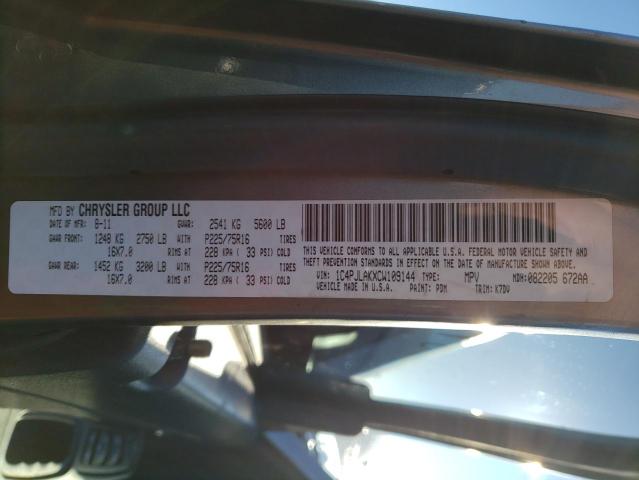 MFD BY CHRYSLER GROUP LLC
DATE OF MFR: 8-11 GVWR: 2541 KG 5600 LB
GAWR FRONT: 1248 KG 2750 LB WITH P225/75R16 TIRES
16X7.0 RIMS AT 228 KPA ( 33 PSI) COLD
GAWR REAR: 1452 KG 3200 LB WITH P225/75R16 TIRES
16X7.0 RIMS AT 228 KPA ( 33 PSI) COLD
THIS VEHICLE CONFORMS TO ALL APPLICABLE U.S.A. FEDERAL MOTOR VEHICLE SAFETY AND
THEFT PREVENTION STANDARDS IN EFFECT ON THE DATE OF MANUFACTURE SHOWN ABOVE.
VIN: 1C4PJLAKXCW109144 TYPE: MPV MDH:082205 672AA
VEHICLE MADE IN U.S.A. PAINT: PDM TRIM: K7DV